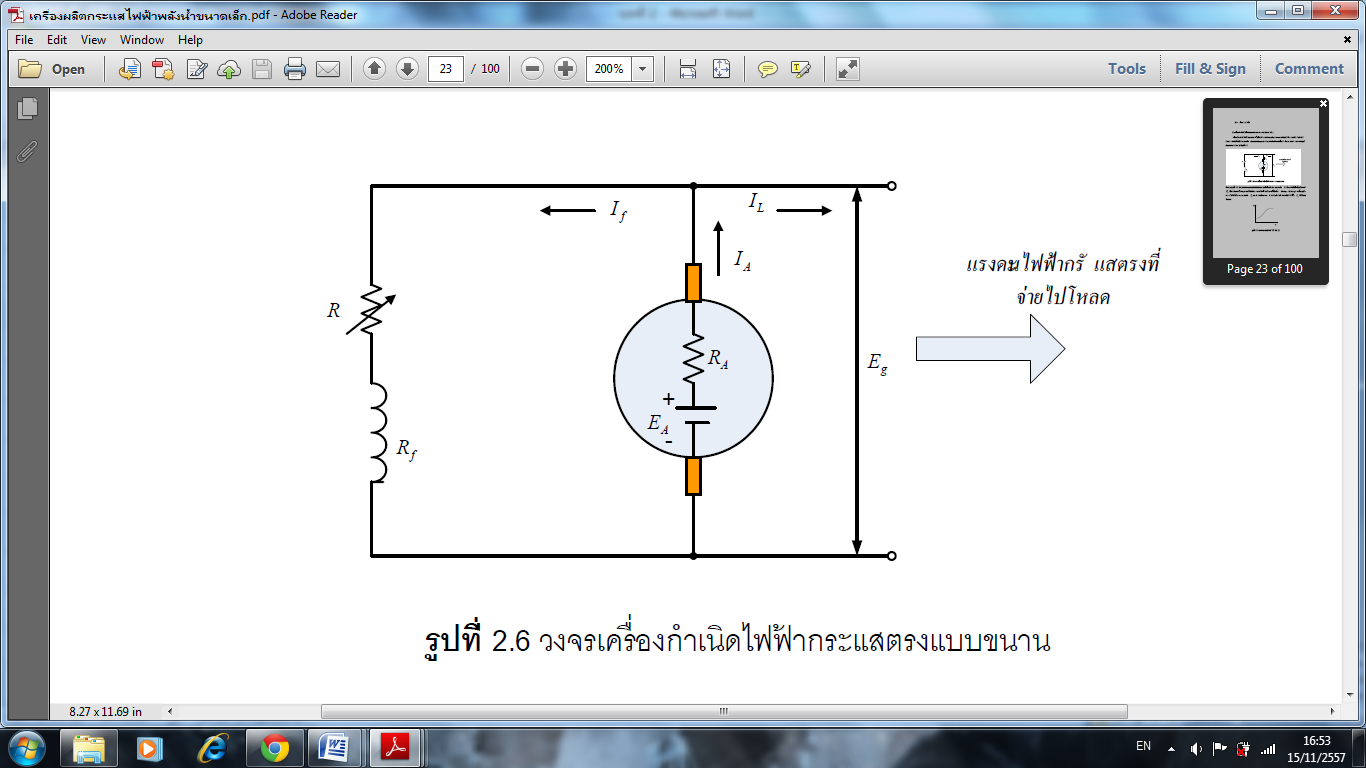 เครื่องผลิตกระแสไฟฟ้าพลังน้ำขนาดเล็ก.pdf - Adobe Reader
File Edit View Window Help
Open 23 / 100 200% Tools Fill & Sign Comment
I_f I_L
I_A
R
R_A
+
E_A
-
R_f
E_g
แรงดนไฟฟ้ากรั แสตรงที่
จ่ายไปโหลด
Page 23 of 100
รูปที่ 2.6 วงจรเครื่องกำเนิดไฟฟ้ากระแสตรงแบบขนาน
8.27 x 11.69 in
EN
16:53
15/11/2557